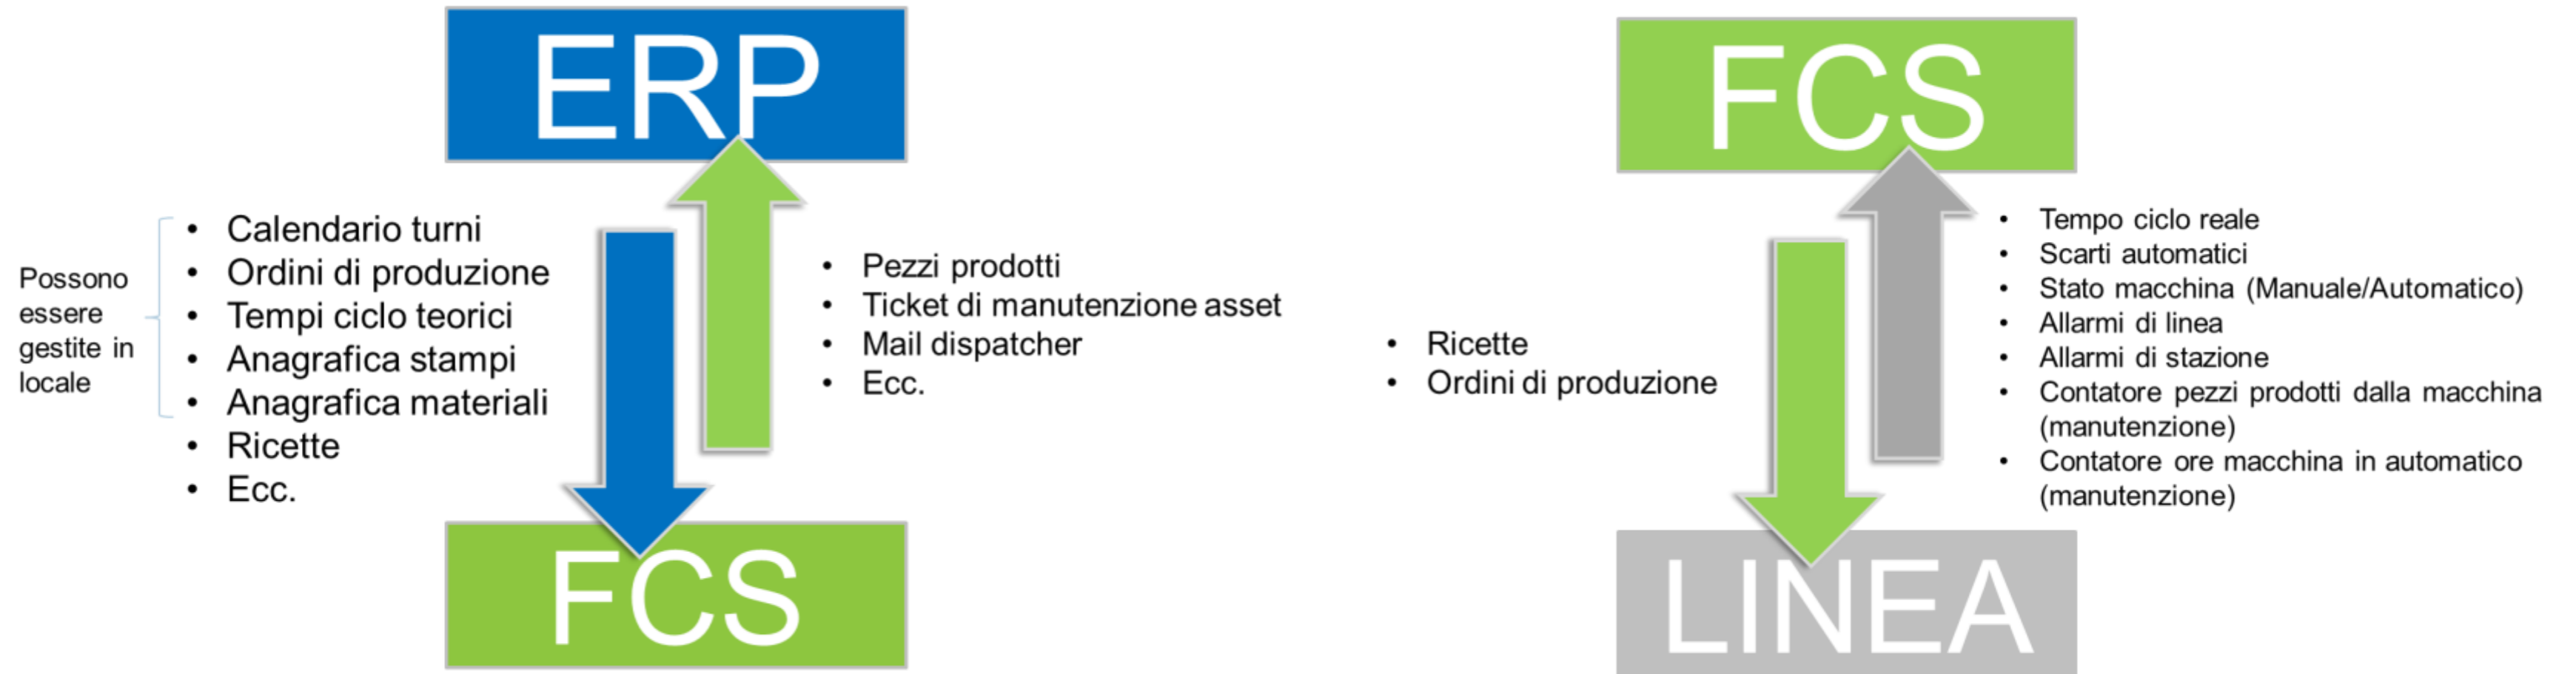 ERP
Possono
essere
gestite in
locale
• Calendario turni
• Ordini di produzione
• Tempi ciclo teorici
• Anagrafica stampi
• Anagrafica materiali
• Ricette
• Ecc.
• Pezzi prodotti
• Ticket di manutenzione asset
• Mail dispatcher
• Ecc.
FCS
FCS
• Ricette
• Ordini di produzione
• Tempo ciclo reale
• Scarti automatici
• Stato macchina (Manuale/Automatico)
• Allarmi di linea
• Allarmi di stazione
• Contatore pezzi prodotti dalla macchina
(manutenzione)
• Contatore ore macchina in automatico
(manutenzione)
LINEA